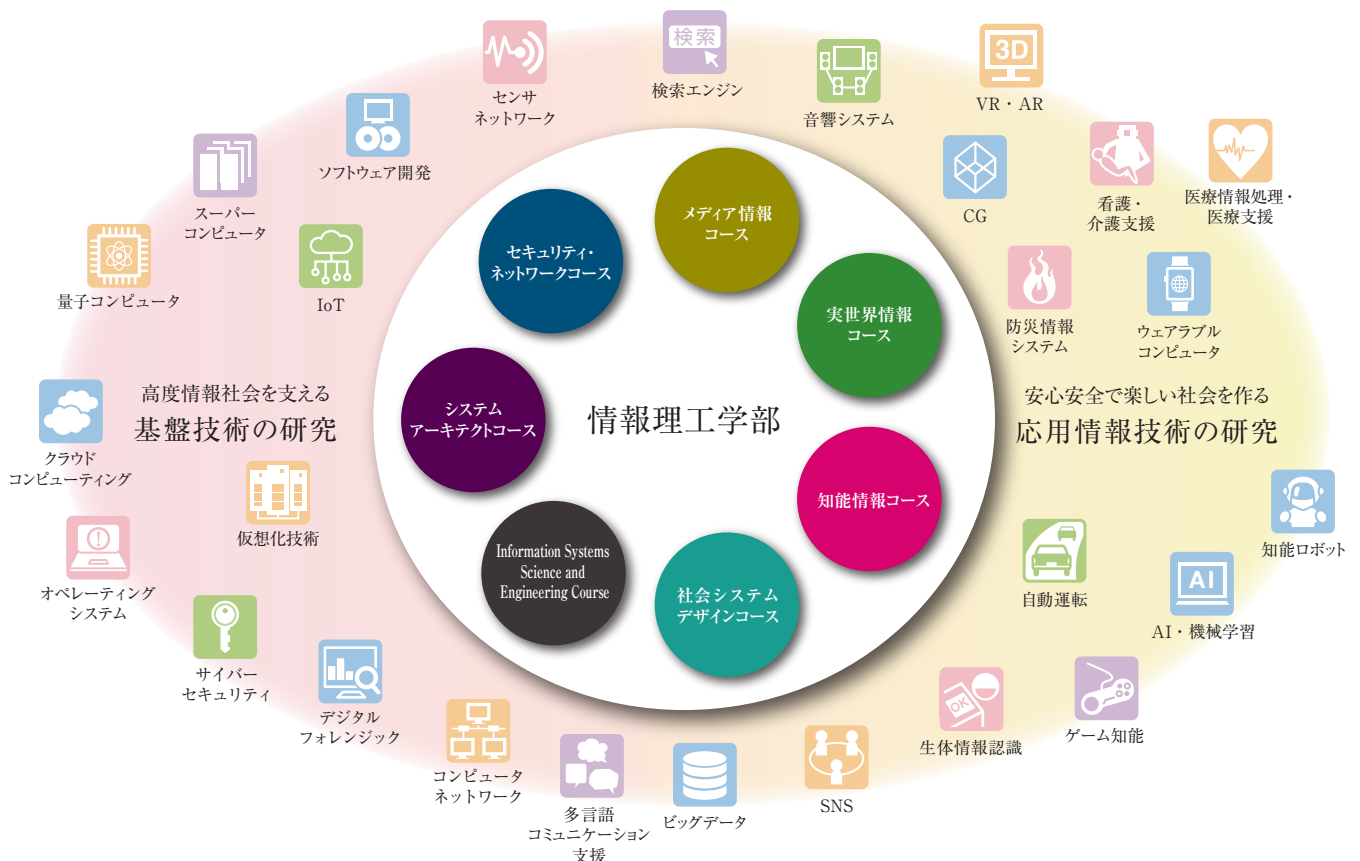 検索
3D
検索エンジン
センサ
ネットワーク
音響システム
VR・AR
ソフトウェア開発
スーパー
コンピュータ
CG
看護・
介護支援
医療情報処理・
医療支援
量子コンピュータ
IoT
防災情報
システム
ウェアラブル
コンピュータ
メディア情報
コース
セキュリティ・
ネットワークコース
実世界情報
コース
高度情報社会を支える
基盤技術の研究
システム
アーキテクトコース
情報理工学部
安心安全で楽しい社会を作る
応用情報技術の研究
クラウド
コンピューティング
仮想化技術
知能情報コース
知能ロボット
Information Systems
Science and
Engineering Course
社会システム
デザインコース
オペレーティング
システム
自動運転
AI
AI・機械学習
サイバー
セキュリティ
デジタル
フォレンジック
コンピュータ
ネットワーク
多言語
コミュニケーション
支援
ビッグデータ
SNS
OK
生体情報認識
ゲーム知能